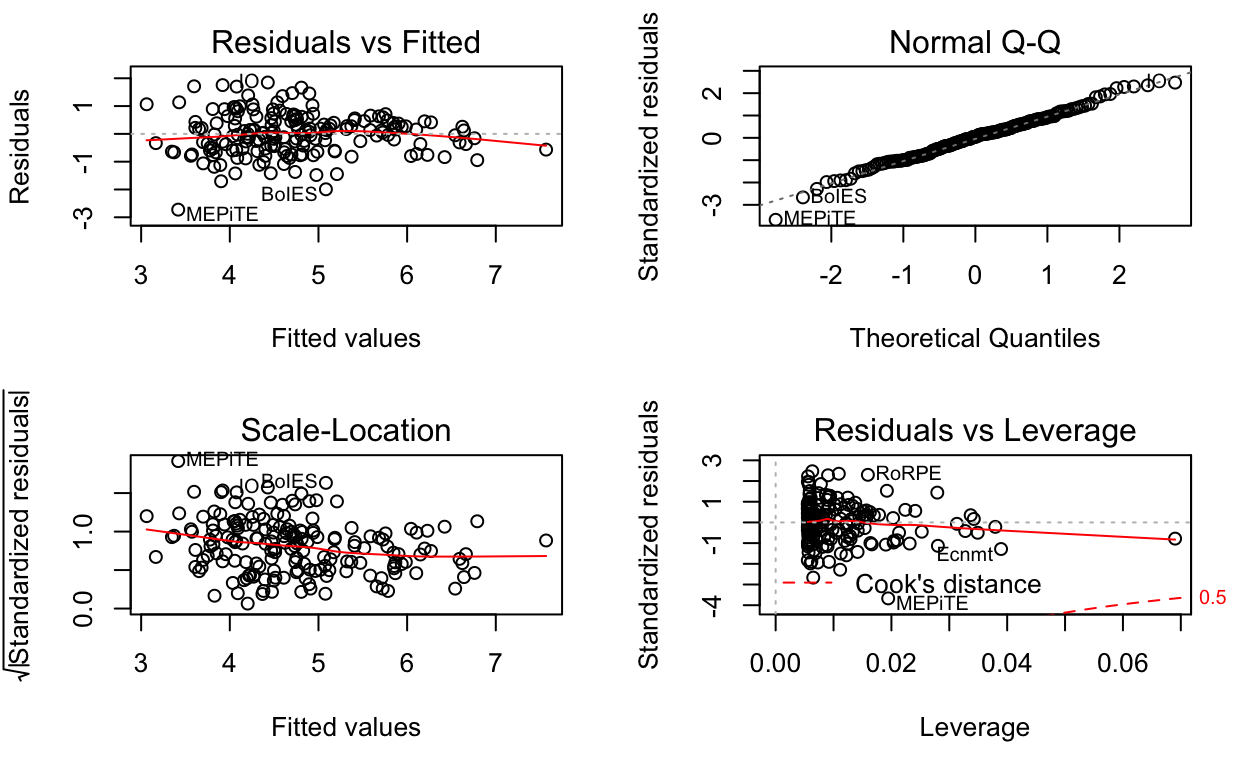 Residuals vs Fitted
Residuals
1
-1
-3
BoIES
MEPiTE
3 4 5 6 7
Fitted values
Normal Q-Q
Standardized residuals
2
0
-3
BoIES
MEPiTE
-2 -1 0 1 2
Theoretical Quantiles
Scale-Location
√|Standardized residuals|
1.0
0.0
MEPiTE
BoIES
3 4 5 6 7
Fitted values
Residuals vs Leverage
Standardized residuals
3
1
-1
-4
RoRPE
Ecnmt
Cook's distance
MEPiTE
0.5
0.00 0.02 0.04 0.06
Leverage